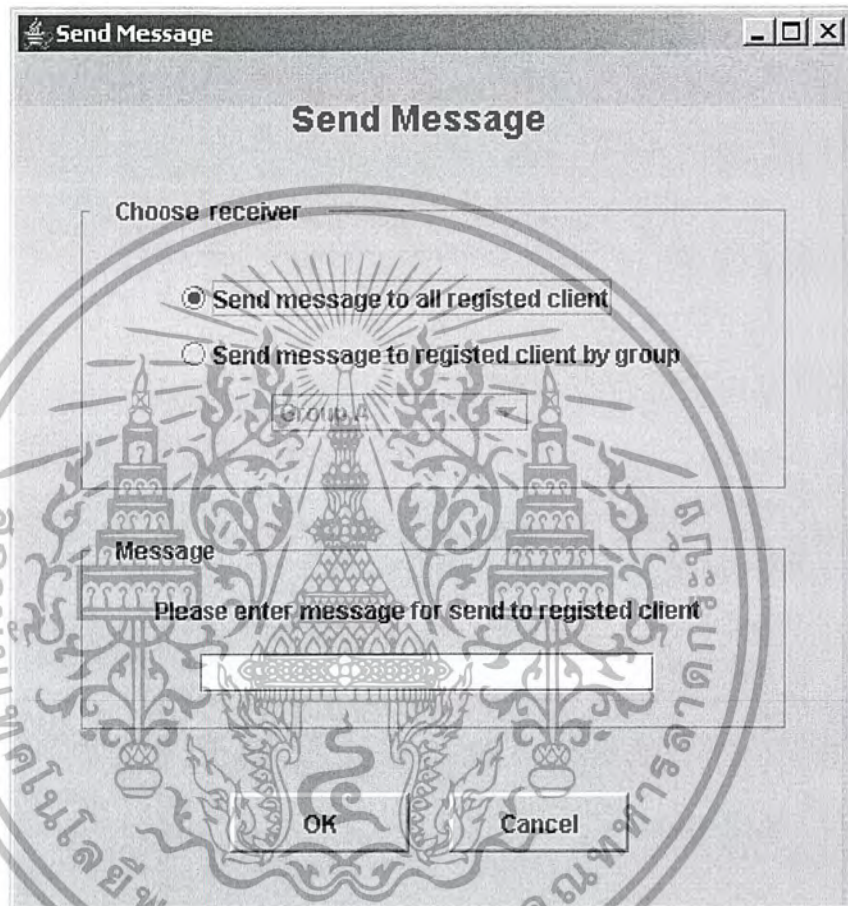 Send Message
Send Message
Choose receiver
Send message to all registed client
Send message to registed client by group
Group A
Message
Please enter message for send to registed client
OK Cancel